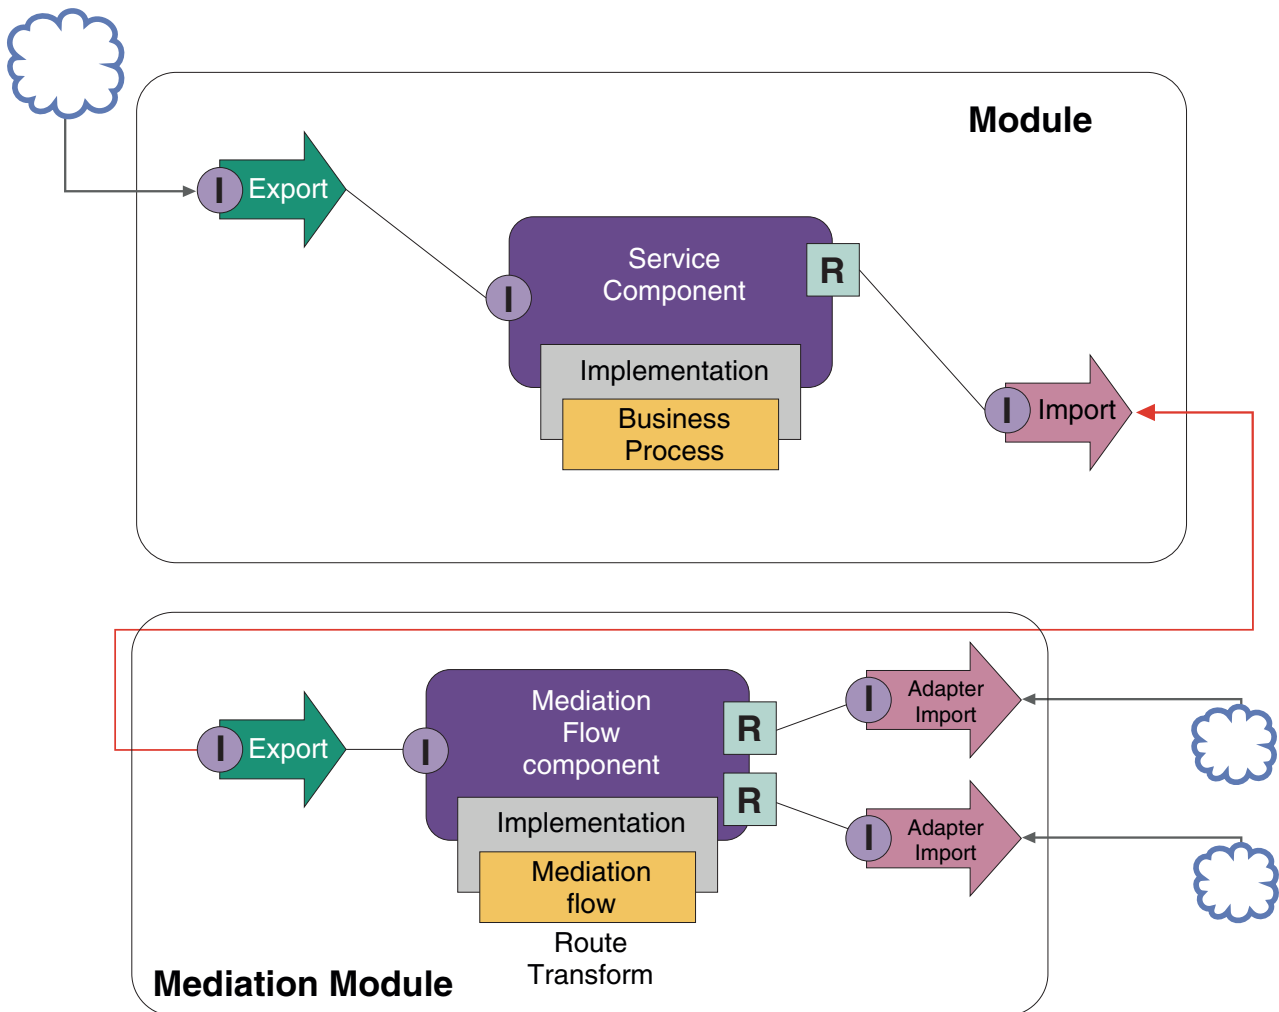 Module
I
Export
Service
Component
R
I
Implementation
Business
Process
I
Import
Mediation
Flow
component
R
R
I
Export
I
Implementation
Mediation
flow
Route
Transform
I
Adapter
Import
I
Adapter
Import
Mediation Module